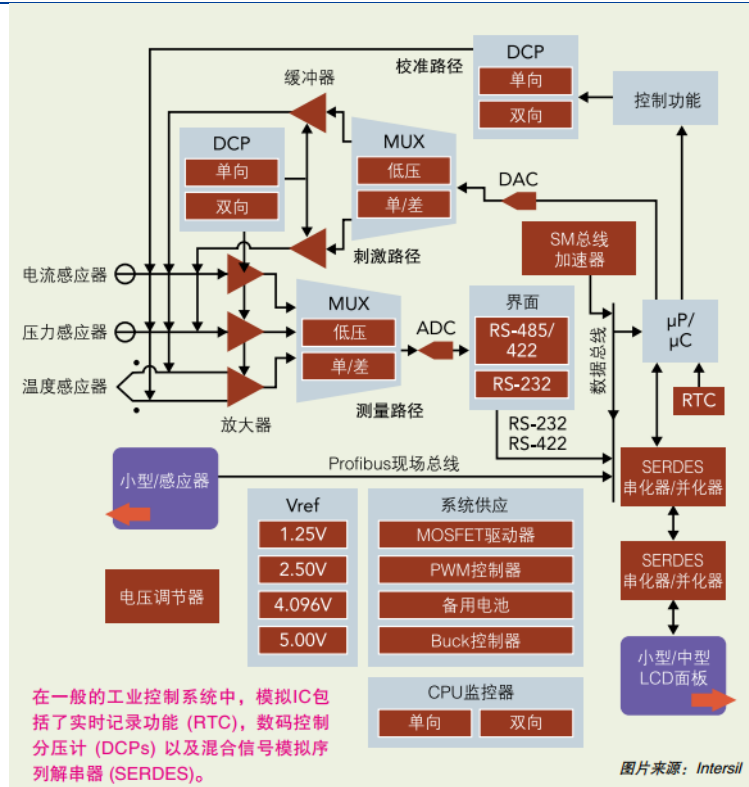 DCP
单向
双向
校准路径
控制功能
缓冲器
DCP
单向
双向
MUX
低压
单/差
DAC
刺激路径
SM总线
加速器
电流感应器
压力感应器
温度感应器
放大器
MUX
低压
单/差
ADC
测量路径
界面
RS-485/
422
RS-232
RS-232
RS-422
数据总线
μP/
μC
RTC
Profibus现场总线
小型/感应器
SERDES
串化器/并化器
SERDES
串化器/并化器
小型/中型
LCD面板
电压调节器
Vref
1.25V
2.50V
4.096V
5.00V
系统供应
MOSFET驱动器
PWM控制器
备用电池
Buck控制器
CPU监控器
单向
双向
在一般的工业控制系统中，模拟IC包
括了实时记录功能 (RTC)，数码控制
分压计 (DCPs) 以及混合信号模拟序
列解串器 (SERDES)。
图片来源：Intersil